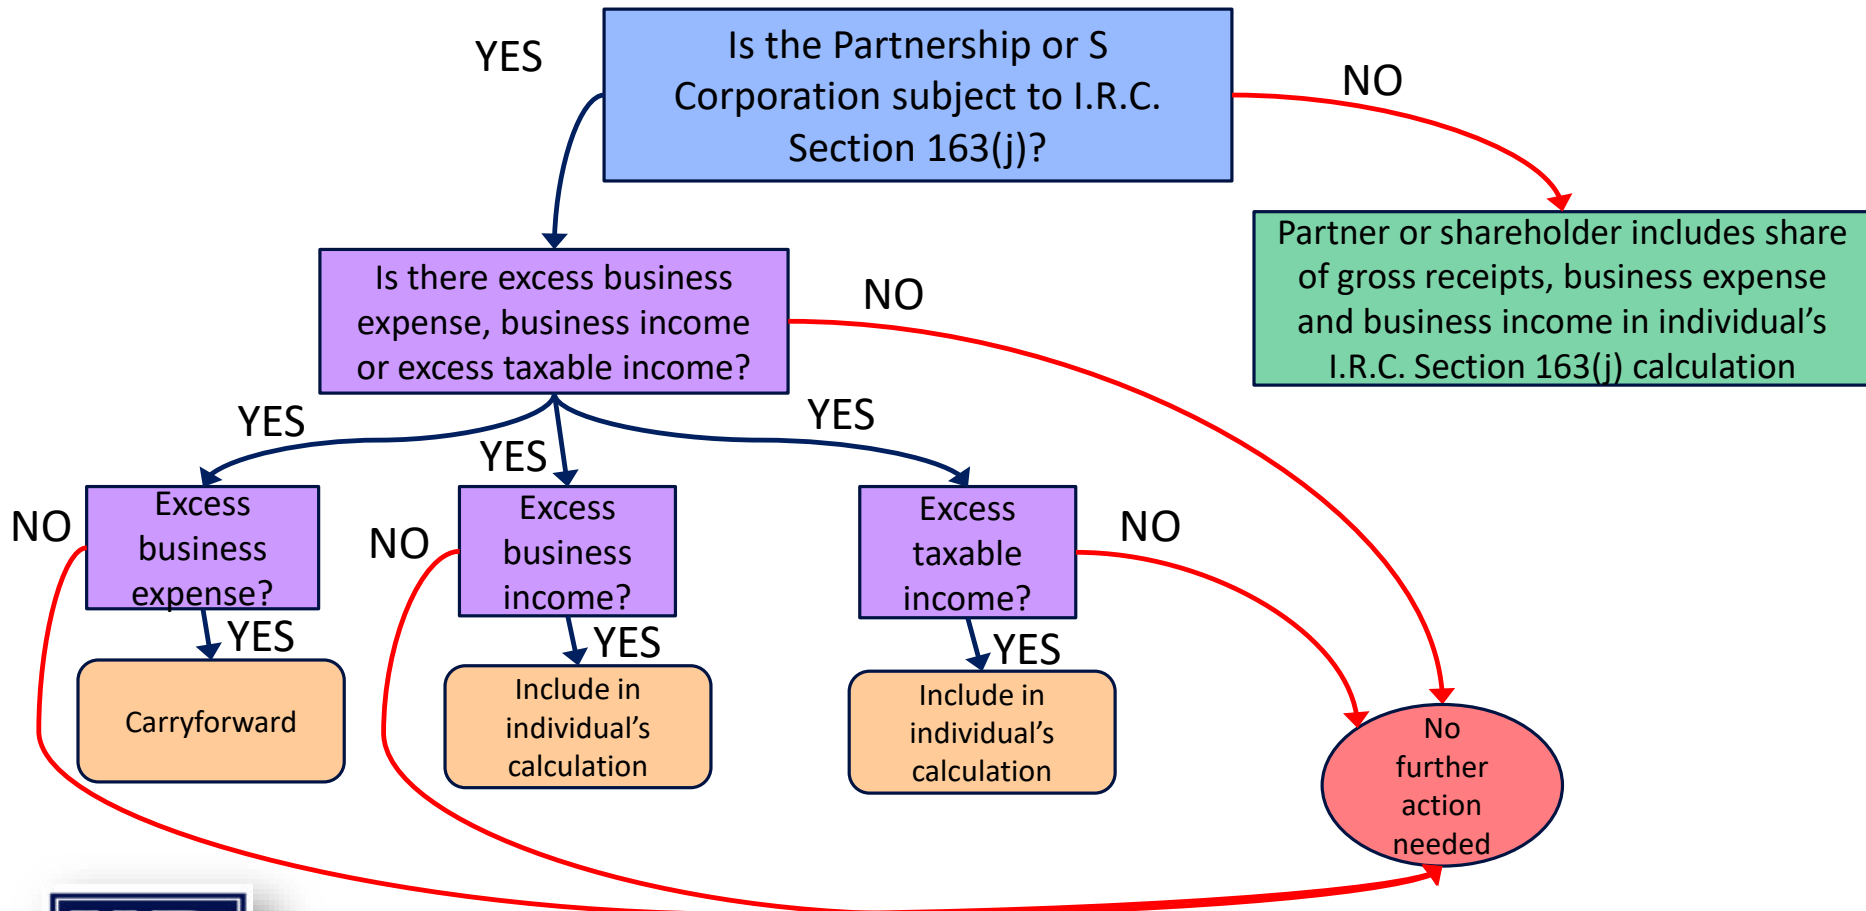 YES
Is the Partnership or S
Corporation subject to I.R.C.
Section 163(j)?
NO
Partner or shareholder includes share
of gross receipts, business expense
and business income in individual’s
I.R.C. Section 163(j) calculation
Is there excess business
expense, business income
or excess taxable income?
NO
YES
YES
YES
NO
Excess
business
expense?
NO
Excess
business
income?
Excess
taxable
income?
NO
YES
YES
YES
Carryforward
Include in
individual’s
calculation
Include in
individual’s
calculation
No
further
action
needed